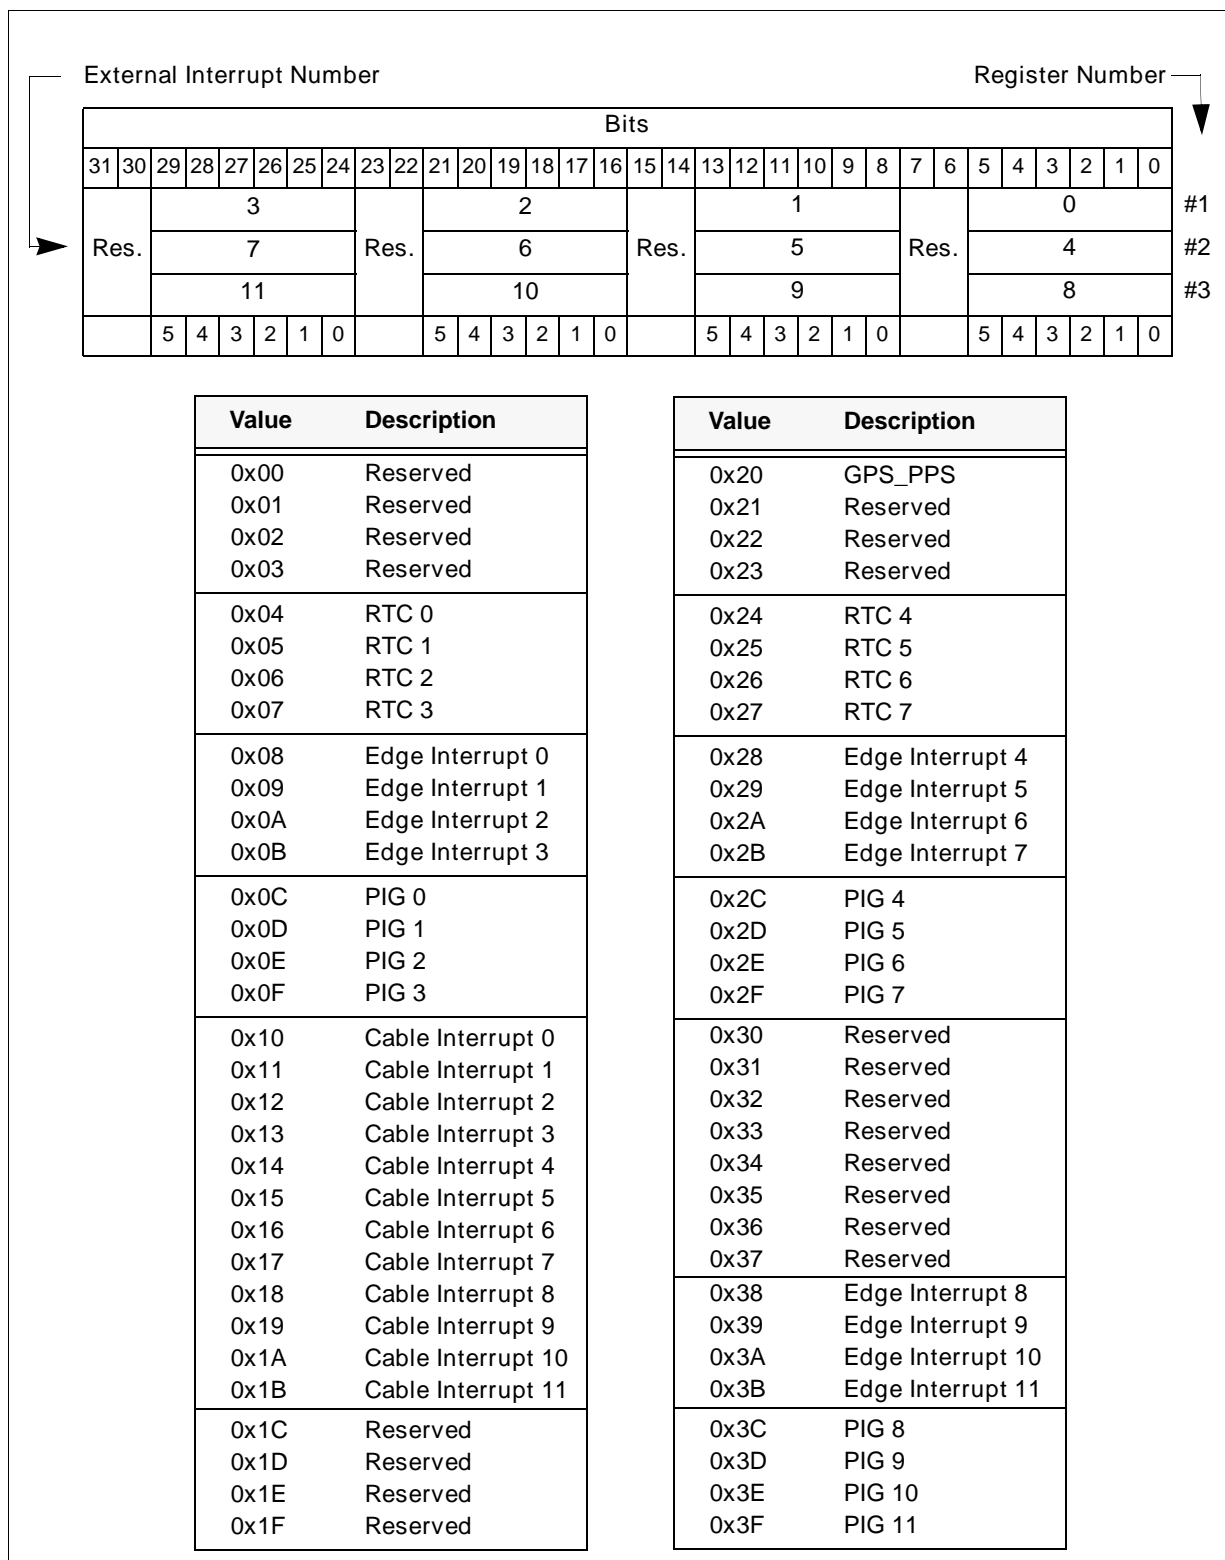 External Interrupt Number Register Number
Bits
31 30 29 28 27 26 25 24 23 22 21 20 19 18 17 16 15 14 13 12 11 10 9 8 7 6 5 4 3 2 1 0
3 2 1 0 #1
Res. 7 Res. 6 Res. 5 Res. 4 #2
11 10 9 8 #3
5 4 3 2 1 0 5 4 3 2 1 0 5 4 3 2 1 0 5 4 3 2 1 0
Value Description
0x00 Reserved
0x01 Reserved
0x02 Reserved
0x03 Reserved
0x04 RTC 0
0x05 RTC 1
0x06 RTC 2
0x07 RTC 3
0x08 Edge Interrupt 0
0x09 Edge Interrupt 1
0x0A Edge Interrupt 2
0x0B Edge Interrupt 3
0x0C PIG 0
0x0D PIG 1
0x0E PIG 2
0x0F PIG 3
0x10 Cable Interrupt 0
0x11 Cable Interrupt 1
0x12 Cable Interrupt 2
0x13 Cable Interrupt 3
0x14 Cable Interrupt 4
0x15 Cable Interrupt 5
0x16 Cable Interrupt 6
0x17 Cable Interrupt 7
0x18 Cable Interrupt 8
0x19 Cable Interrupt 9
0x1A Cable Interrupt 10
0x1B Cable Interrupt 11
0x1C Reserved
0x1D Reserved
0x1E Reserved
0x1F Reserved
Value Description
0x20 GPS_PPS
0x21 Reserved
0x22 Reserved
0x23 Reserved
0x24 RTC 4
0x25 RTC 5
0x26 RTC 6
0x27 RTC 7
0x28 Edge Interrupt 4
0x29 Edge Interrupt 5
0x2A Edge Interrupt 6
0x2B Edge Interrupt 7
0x2C PIG 4
0x2D PIG 5
0x2E PIG 6
0x2F PIG 7
0x30 Reserved
0x31 Reserved
0x32 Reserved
0x33 Reserved
0x34 Reserved
0x35 Reserved
0x36 Reserved
0x37 Reserved
0x38 Edge Interrupt 8
0x39 Edge Interrupt 9
0x3A Edge Interrupt 10
0x3B Edge Interrupt 11
0x3C PIG 8
0x3D PIG 9
0x3E PIG 10
0x3F PIG 11